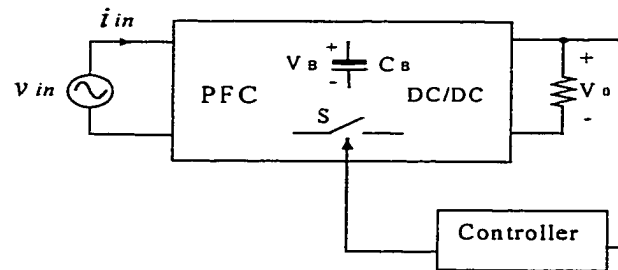 i in
+
V B C B
-
v in
PFC
DC/DC
S
+
V o
-
Controller